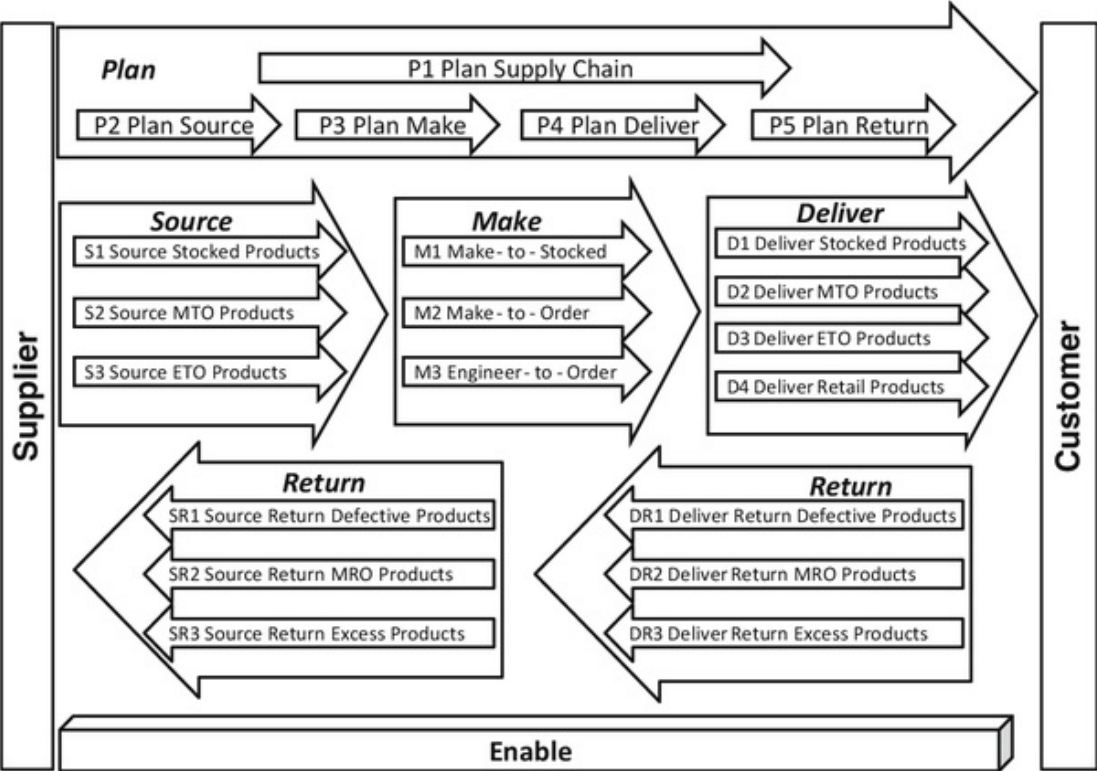 Supplier
Plan
P1 Plan Supply Chain
P2 Plan Source
P3 Plan Make
P4 Plan Deliver
P5 Plan Return
Source
S1 Source Stocked Products
S2 Source MTO Products
S3 Source ETO Products
Make
M1 Make- to - Stocked
M2 Make- to - Order
M3 Engineer- to - Order
Deliver
D1 Deliver Stocked Products
D2 Deliver MTO Products
D3 Deliver ETO Products
D4 Deliver Retail Products
Return
SR1 Source Return Defective Products
SR2 Source Return MRO Products
SR3 Source Return Excess Products
Return
DR1 Deliver Return Defective Products
DR2 Deliver Return MRO Products
DR3 Deliver Return Excess Products
Enable
Customer